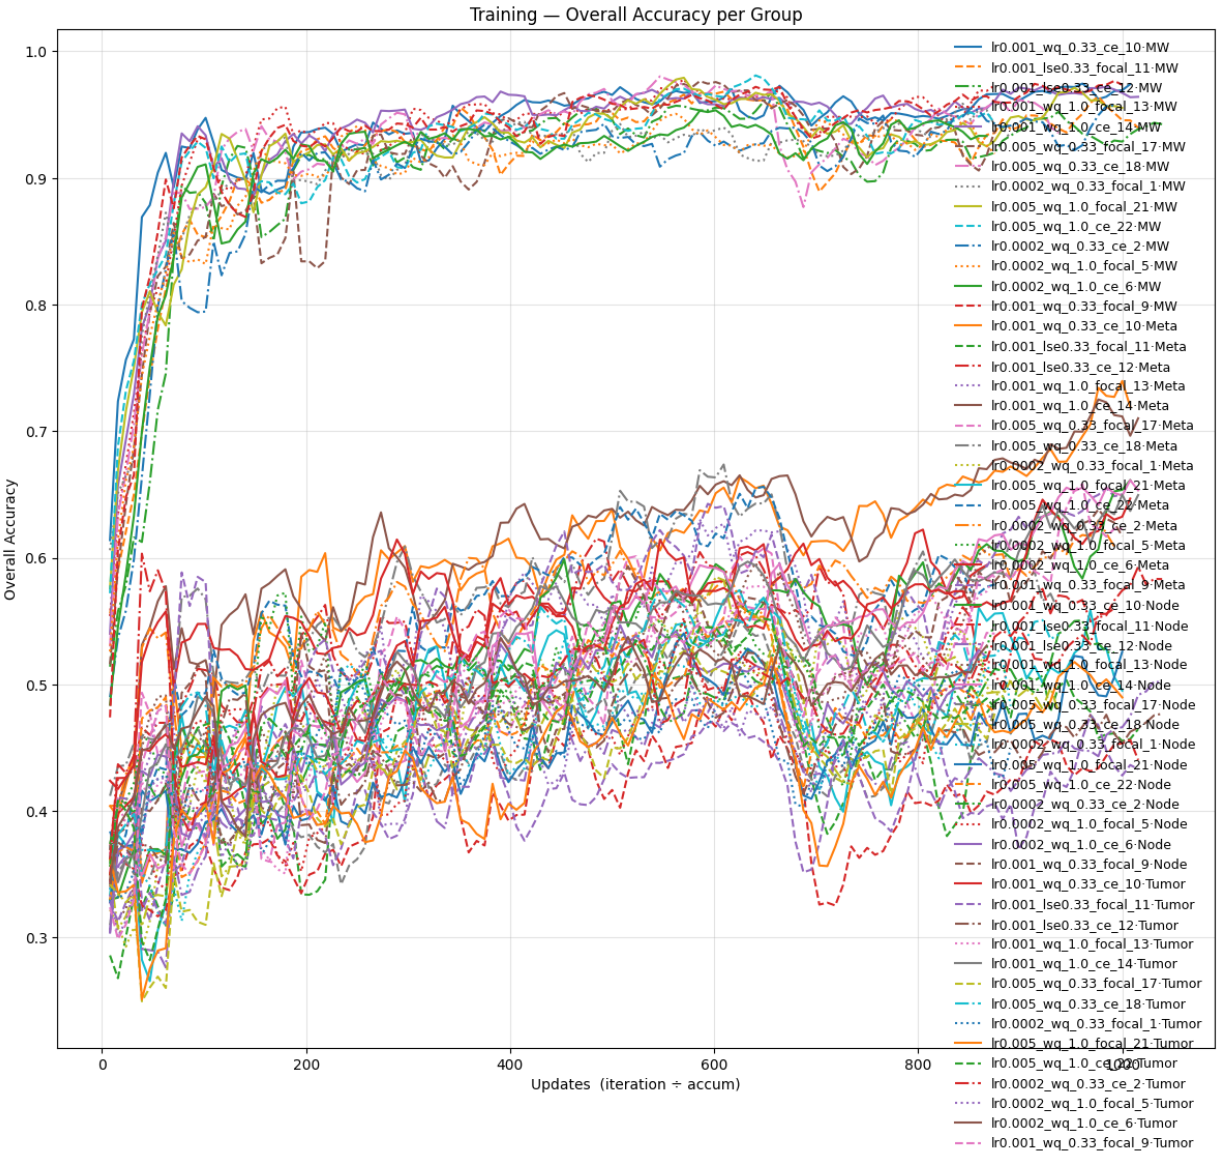 Training — Overall Accuracy per Group
Overall Accuracy
1.0
0.9
0.8
0.7
0.6
0.5
0.4
0.3
0
200
400
600
800
1000
Updates (iteration ÷ accum)
lr0.001_wq_0.33_ce_10·MW
lr0.001_lse0.33_focal_11·MW
lr0.001_lse0.33_ce_12·MW
lr0.001_wq_1.0_focal_13·MW
lr0.001_wq_1.0_ce_14·MW
lr0.005_wq_0.33_focal_17·MW
lr0.005_wq_0.33_ce_18·MW
lr0.0002_wq_0.33_focal_1·MW
lr0.005_wq_1.0_focal_21·MW
lr0.005_wq_1.0_ce_22·MW
lr0.0002_wq_0.33_ce_2·MW
lr0.0002_wq_1.0_focal_5·MW
lr0.0002_wq_1.0_ce_6·MW
lr0.001_wq_0.33_focal_9·MW
lr0.001_wq_0.33_ce_10·Meta
lr0.001_lse0.33_focal_11·Meta
lr0.001_lse0.33_ce_12·Meta
lr0.001_wq_1.0_focal_13·Meta
lr0.001_wq_1.0_ce_14·Meta
lr0.005_wq_0.33_focal_17·Meta
lr0.005_wq_0.33_ce_18·Meta
lr0.0002_wq_0.33_focal_1·Meta
lr0.005_wq_1.0_focal_21·Meta
lr0.005_wq_1.0_ce_22·Meta
lr0.0002_wq_0.33_ce_2·Meta
lr0.0002_wq_1.0_focal_5·Meta
lr0.0002_wq_1.0_ce_6·Meta
lr0.001_wq_0.33_focal_9·Meta
lr0.001_wq_0.33_ce_10·Node
lr0.001_lse0.33_focal_11·Node
lr0.001_lse0.33_ce_12·Node
lr0.001_wq_1.0_focal_13·Node
lr0.001_wq_1.0_ce_14·Node
lr0.005_wq_0.33_focal_17·Node
lr0.005_wq_0.33_ce_18·Node
lr0.0002_wq_0.33_focal_1·Node
lr0.005_wq_1.0_focal_21·Node
lr0.005_wq_1.0_ce_22·Node
lr0.0002_wq_0.33_ce_2·Node
lr0.0002_wq_1.0_focal_5·Node
lr0.0002_wq_1.0_ce_6·Node
lr0.001_wq_0.33_focal_9·Node
lr0.001_wq_0.33_ce_10·Tumor
lr0.001_lse0.33_focal_11·Tumor
lr0.001_lse0.33_ce_12·Tumor
lr0.001_wq_1.0_focal_13·Tumor
lr0.001_wq_1.0_ce_14·Tumor
lr0.005_wq_0.33_focal_17·Tumor
lr0.005_wq_0.33_ce_18·Tumor
lr0.0002_wq_0.33_focal_1·Tumor
lr0.005_wq_1.0_focal_21·Tumor
lr0.005_wq_1.0_ce_22·Tumor
lr0.0002_wq_0.33_ce_2·Tumor
lr0.0002_wq_1.0_focal_5·Tumor
lr0.0002_wq_1.0_ce_6·Tumor
lr0.001_wq_0.33_focal_9·Tumor